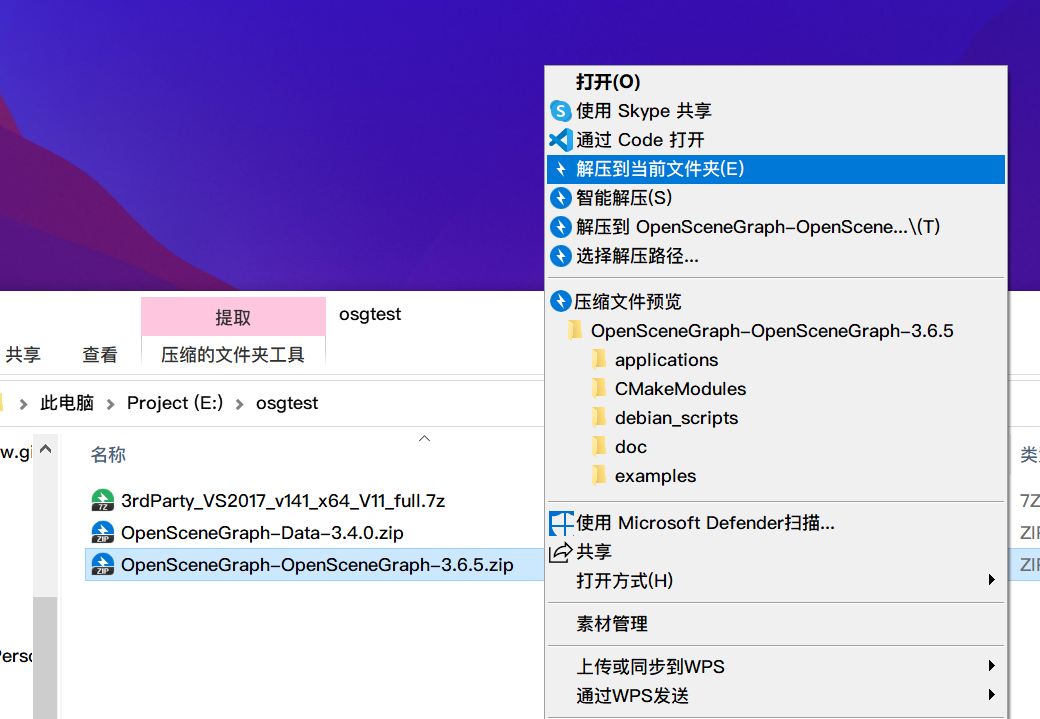 打开(O)
使用 Skype 共享
通过 Code 打开
解压到当前文件夹(E)
智能解压(S)
解压到 OpenSceneGraph-OpenScene...\(T)
选择解压路径...
压缩文件预览
OpenSceneGraph-OpenSceneGraph-3.6.5
applications
CMakeModules
debian_scripts
doc
examples
使用 Microsoft Defender扫描...
共享
打开方式(H)
素材管理
上传或同步到WPS
通过WPS发送
提取
osgtest
共享
查看
压缩的文件夹工具
此电脑 > Project (E:) > osgtest
w.gi
名称
3rdParty_VS2017_v141_x64_V11_full.7z
7Z
OpenSceneGraph-Data-3.4.0.zip
ZIP
OpenSceneGraph-OpenSceneGraph-3.6.5.zip
ZIP